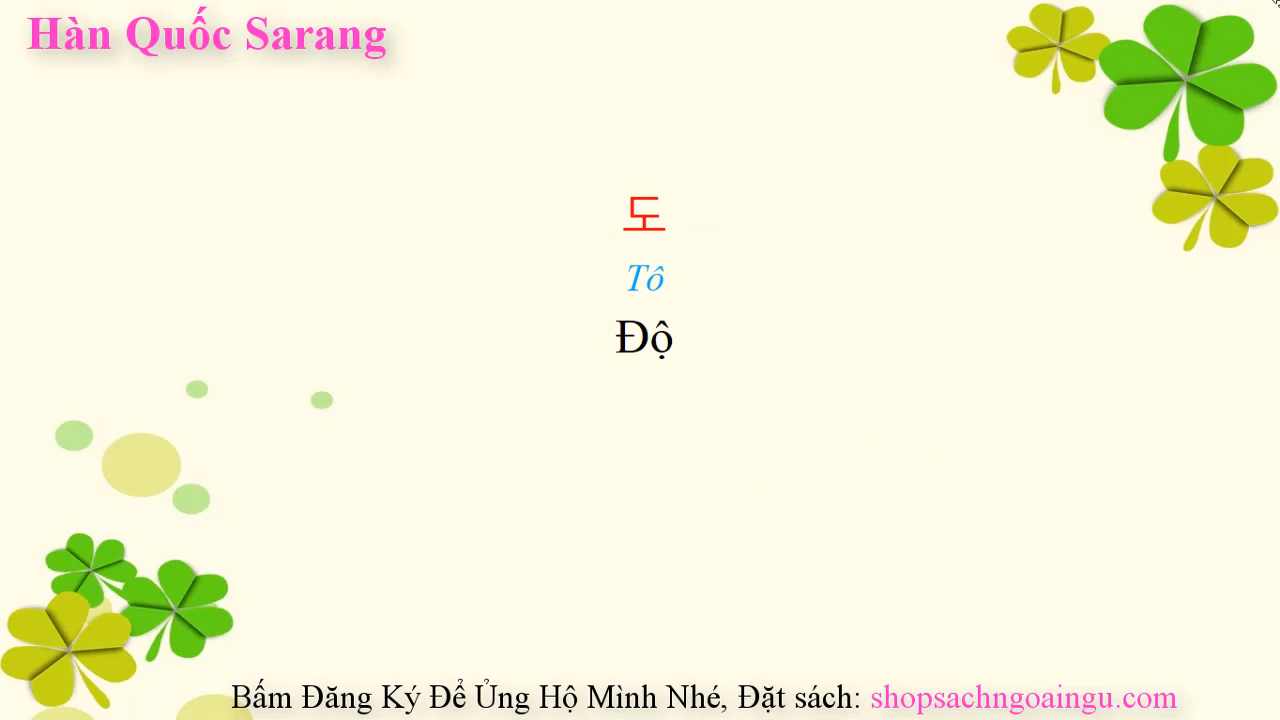 Hàn Quốc Sarang
도
Tô
Độ
Bấm Đăng Ký Để Ủng Hộ Mình Nhé, Đặt sách: shopsachngoaingu.com